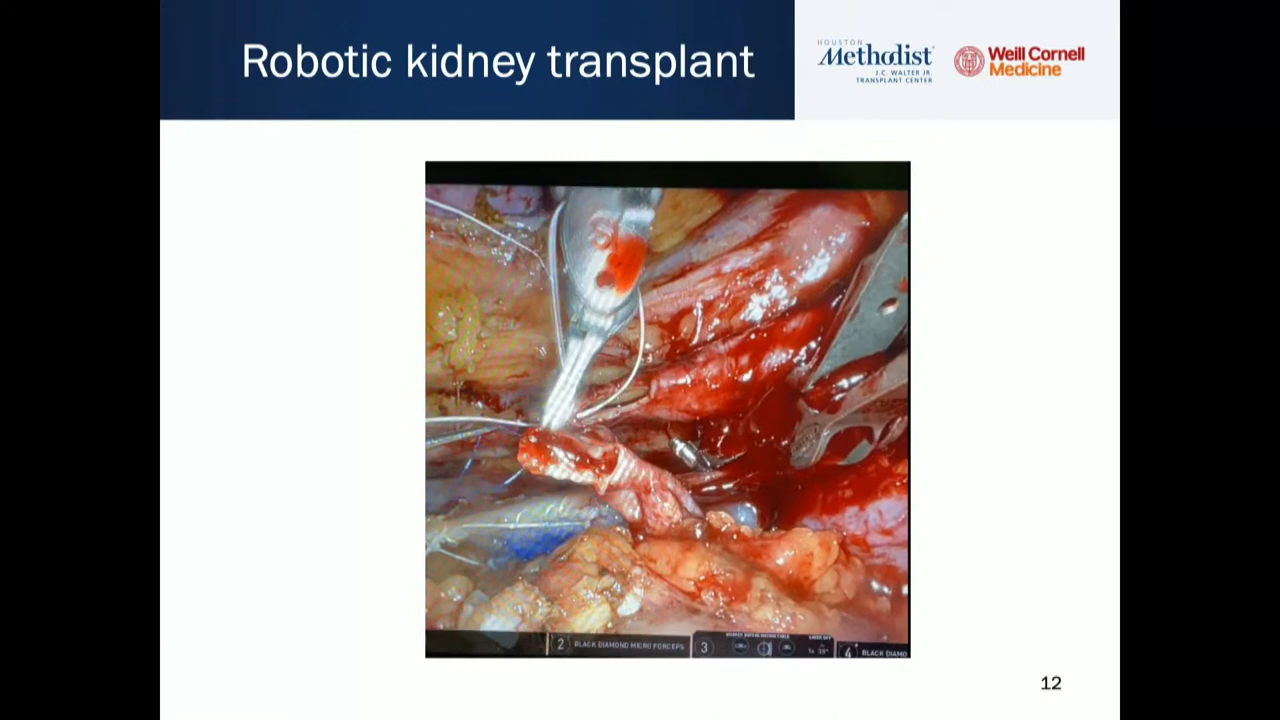 Robotic kidney transplant
HOUSTON
Methodist
J.C. WALTER JR.
TRANSPLANT CENTER
Weill Cornell
Medicine
2 BLACK DIAMOND MICRO FORCEPS
3
4 BLACK DIAMO
12